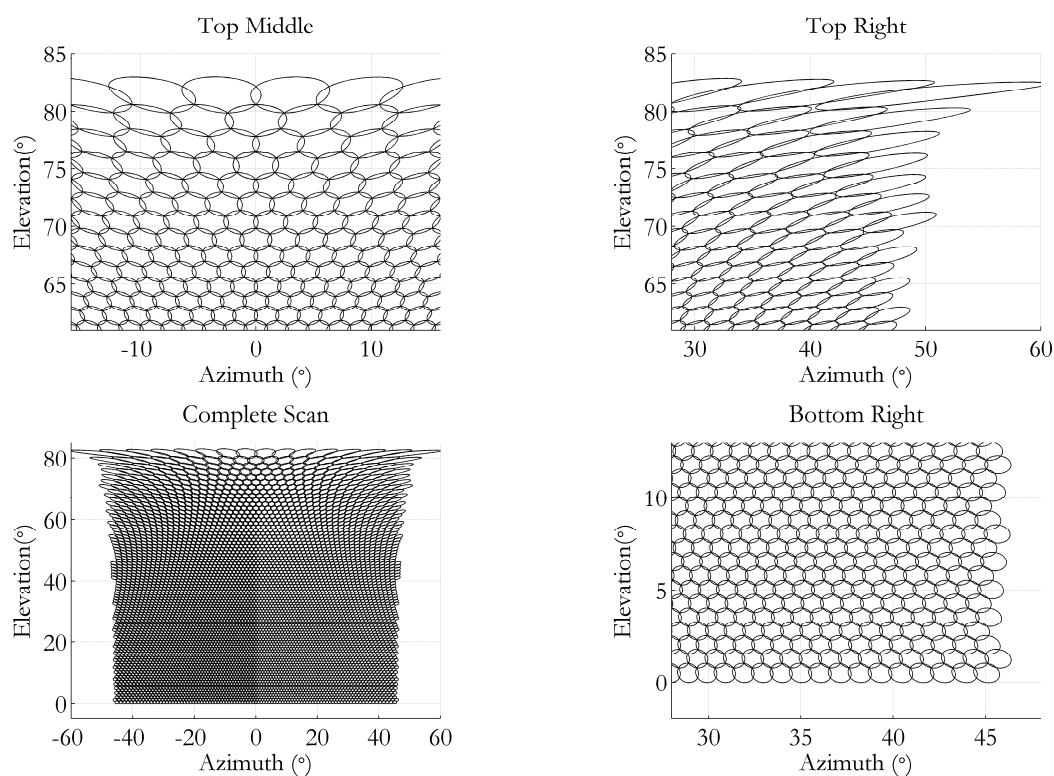 Top Middle
85
80
75
70
65
Elevation(°)
-10 0 10
Azimuth (°)
Top Right
85
80
75
70
65
Elevation(°)
30 40 50 60
Azimuth (°)
Complete Scan
80
60
40
20
0
Elevation(°)
-60 -40 -20 0 20 40 60
Azimuth (°)
Bottom Right
10
5
0
Elevation(°)
30 35 40 45
Azimuth (°)